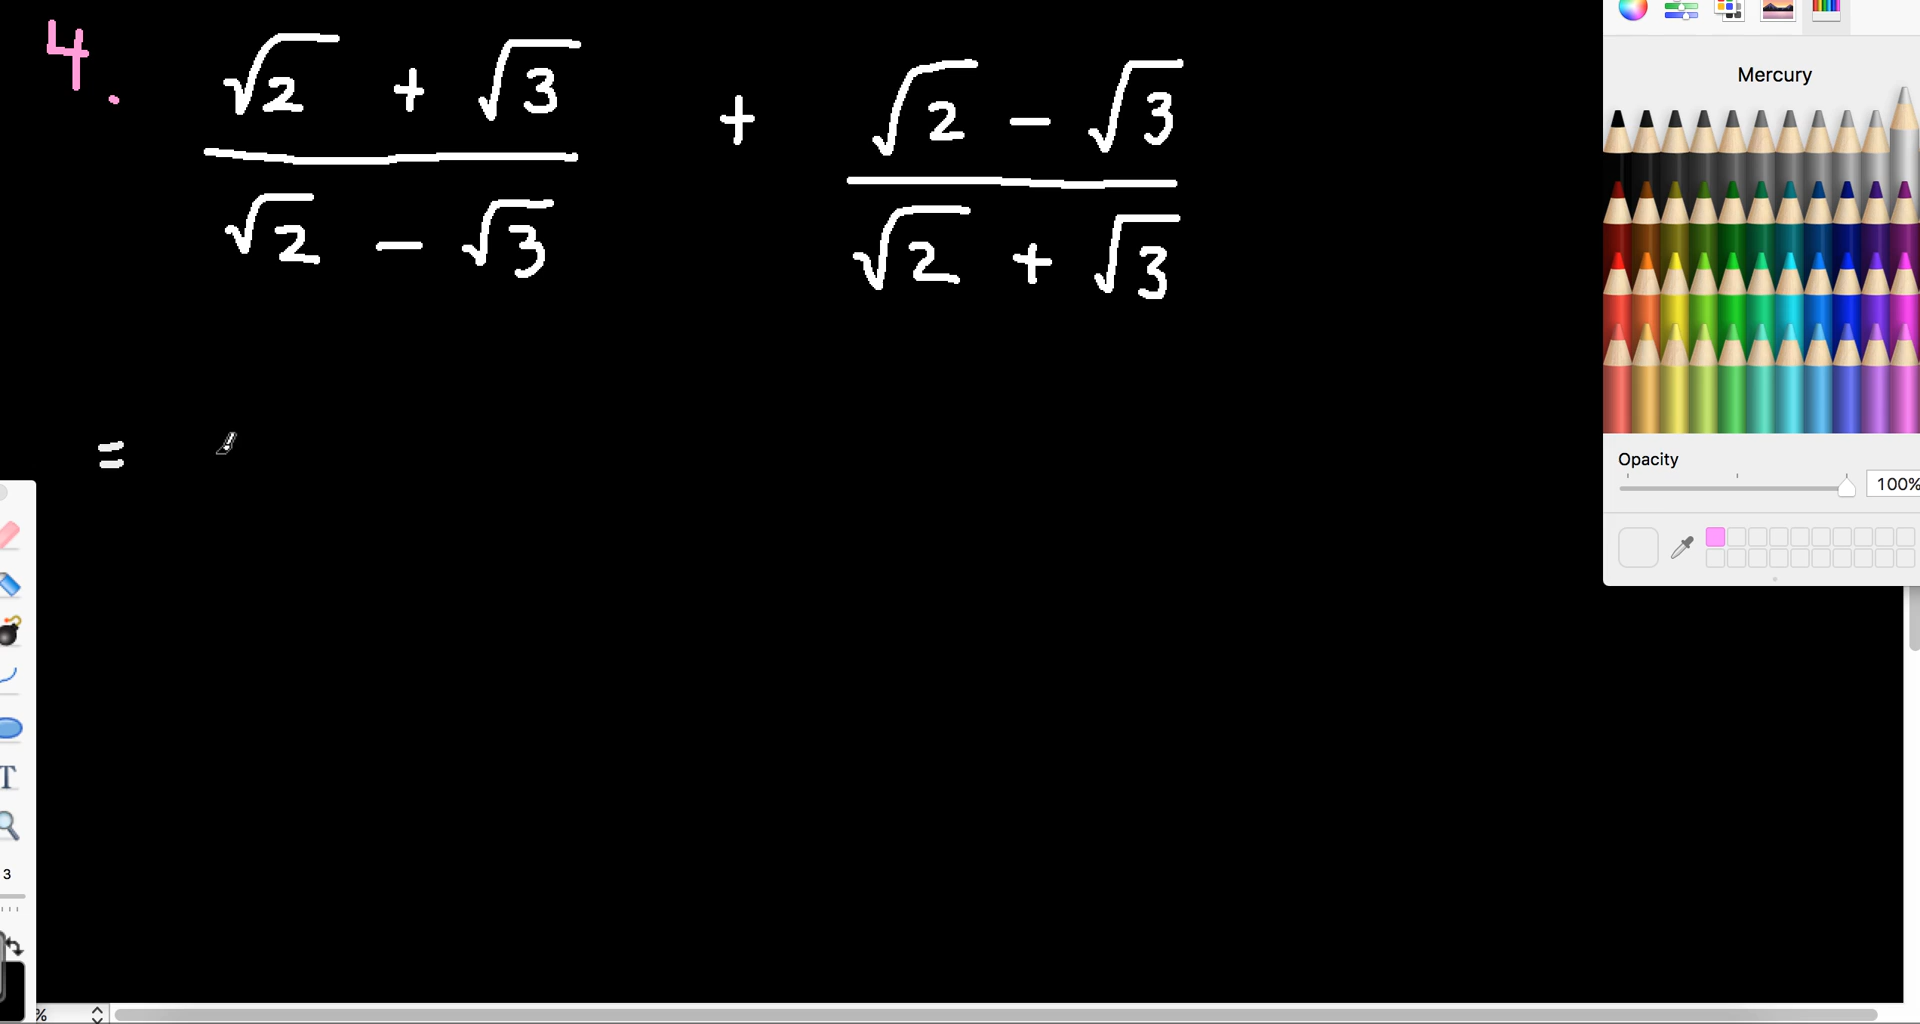 4. (√2 + √3)/(√2 − √3) + (√2 − √3)/(√2 + √3)
=
Mercury
Opacity
100%
T
3
%